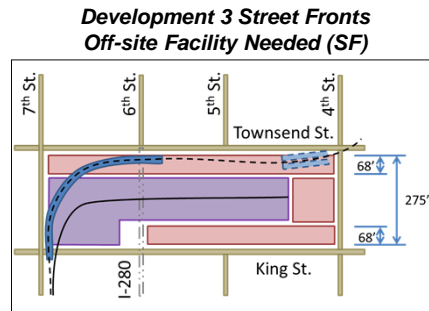 Development 3 Street Fronts
Off-site Facility Needed (SF)
7th St.
6th St.
5th St.
4th St.
Townsend St.
68'
275'
68'
King St.
I-280